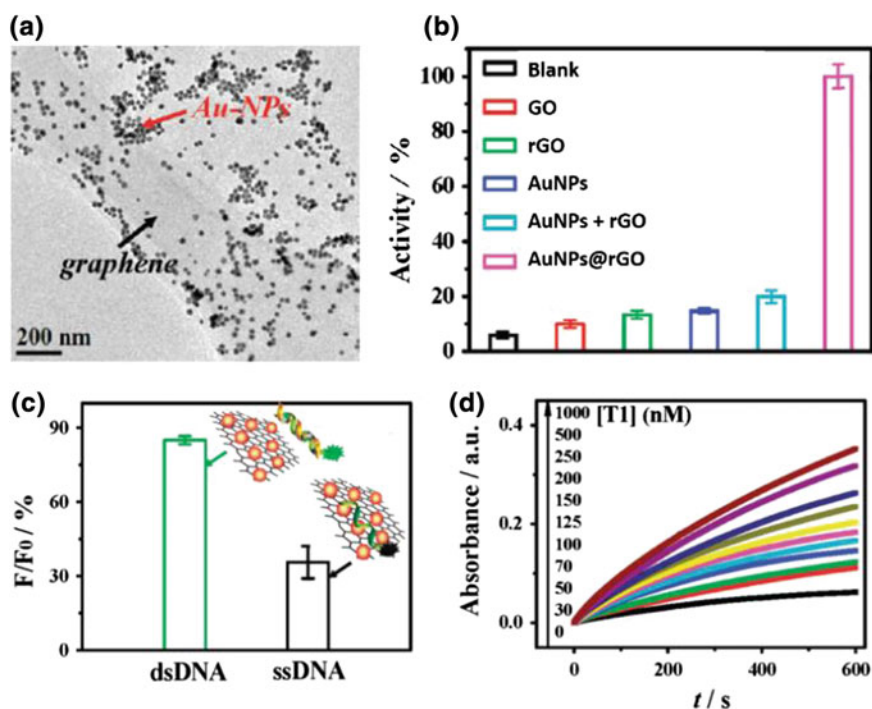 (a)
Au-NPs
graphene
200 nm
(b)
Activity / %
100
80
60
40
20
0
Blank
GO
rGO
AuNPs
AuNPs + rGO
AuNPs@rGO
(c)
F/F0 / %
90
60
30
0
dsDNA
ssDNA
(d)
Absorbance / a.u.
0.4
0.2
0.0
[T1] (nM)
1000
500
250
200
150
125
100
70
50
30
0
0
200
400
600
t / s